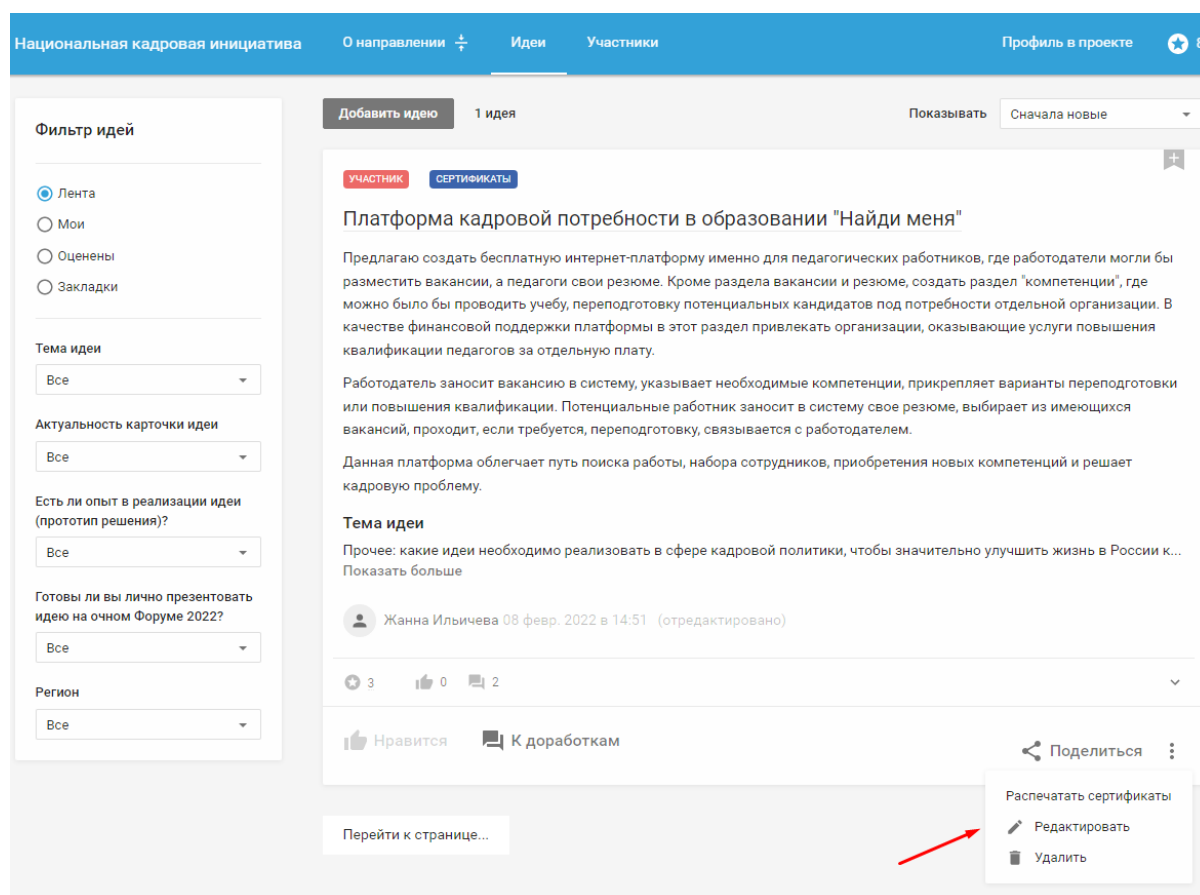 Национальная кадровая инициатива
О направлении
Идеи
Участники
Профиль в проекте
8
Фильтр идей
Лента
Мои
Оценены
Закладки
Тема идеи
Все
Актуальность карточки идеи
Все
Есть ли опыт в реализации идеи
(прототип решения)?
Все
Готовы ли вы лично презентовать
идею на очном Форуме 2022?
Все
Регион
Все
Добавить идею
1 идея
Показывать
Сначала новые
УЧАСТНИК
СЕРТИФИКАТЫ
Платформа кадровой потребности в образовании "Найди меня"
Предлагаю создать бесплатную интернет-платформу именно для педагогических работников, где работодатели могли бы
разместить вакансии, а педагоги свои резюме. Кроме раздела вакансии и резюме, создать раздел "компетенции", где
можно было бы проводить учебу, переподготовку потенциальных кандидатов под потребности отдельной организации. В
качестве финансовой поддержки платформы в этот раздел привлекать организации, оказывающие услуги повышения
квалификации педагогов за отдельную плату.
Работодатель заносит вакансию в систему, указывает необходимые компетенции, прикрепляет варианты переподготовки
или повышения квалификации. Потенциальные работник заносит в систему свое резюме, выбирает из имеющихся
вакансий, проходит, если требуется, переподготовку, связывается с работодателем.
Данная платформа облегчает путь поиска работы, набора сотрудников, приобретения новых компетенций и решает
кадровую проблему.
Тема идеи
Прочее: какие идеи необходимо реализовать в сфере кадровой политики, чтобы значительно улучшить жизнь в России к...
Показать больше
Жанна Ильичева 08 февр. 2022 в 14:51 (отредактировано)
3
0
2
Нравится
К доработкам
Поделиться
Распечатать сертификаты
Редактировать
Удалить
Перейти к странице...